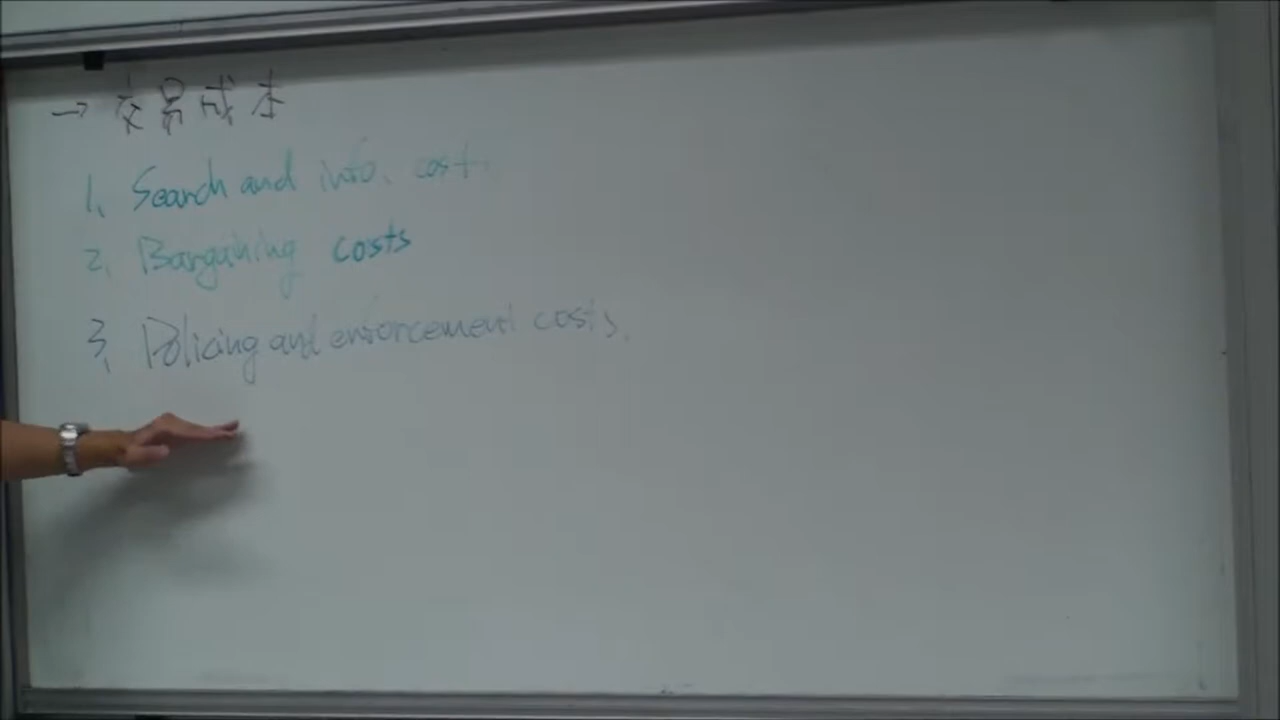 → 交易成本
1. Search and info. cost.
2. Bargaining costs
3. Policing and enforcement costs.